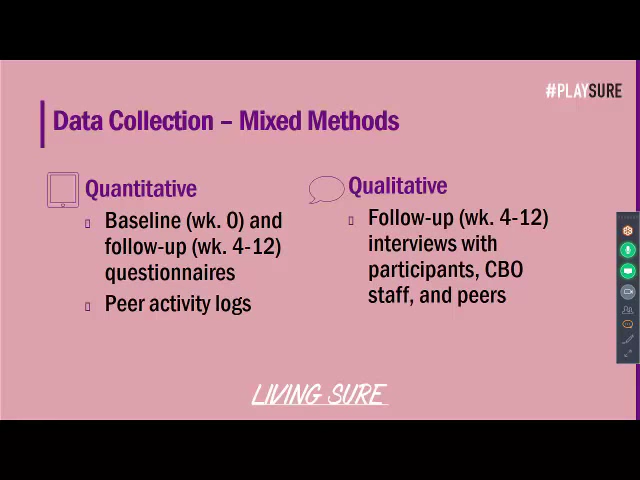 #PLAYSURE
Data Collection – Mixed Methods
Quantitative
Baseline (wk. 0) and
follow-up (wk. 4-12)
questionnaires
Peer activity logs
Qualitative
Follow-up (wk. 4-12)
interviews with
participants, CBO
staff, and peers
LIVING SURE